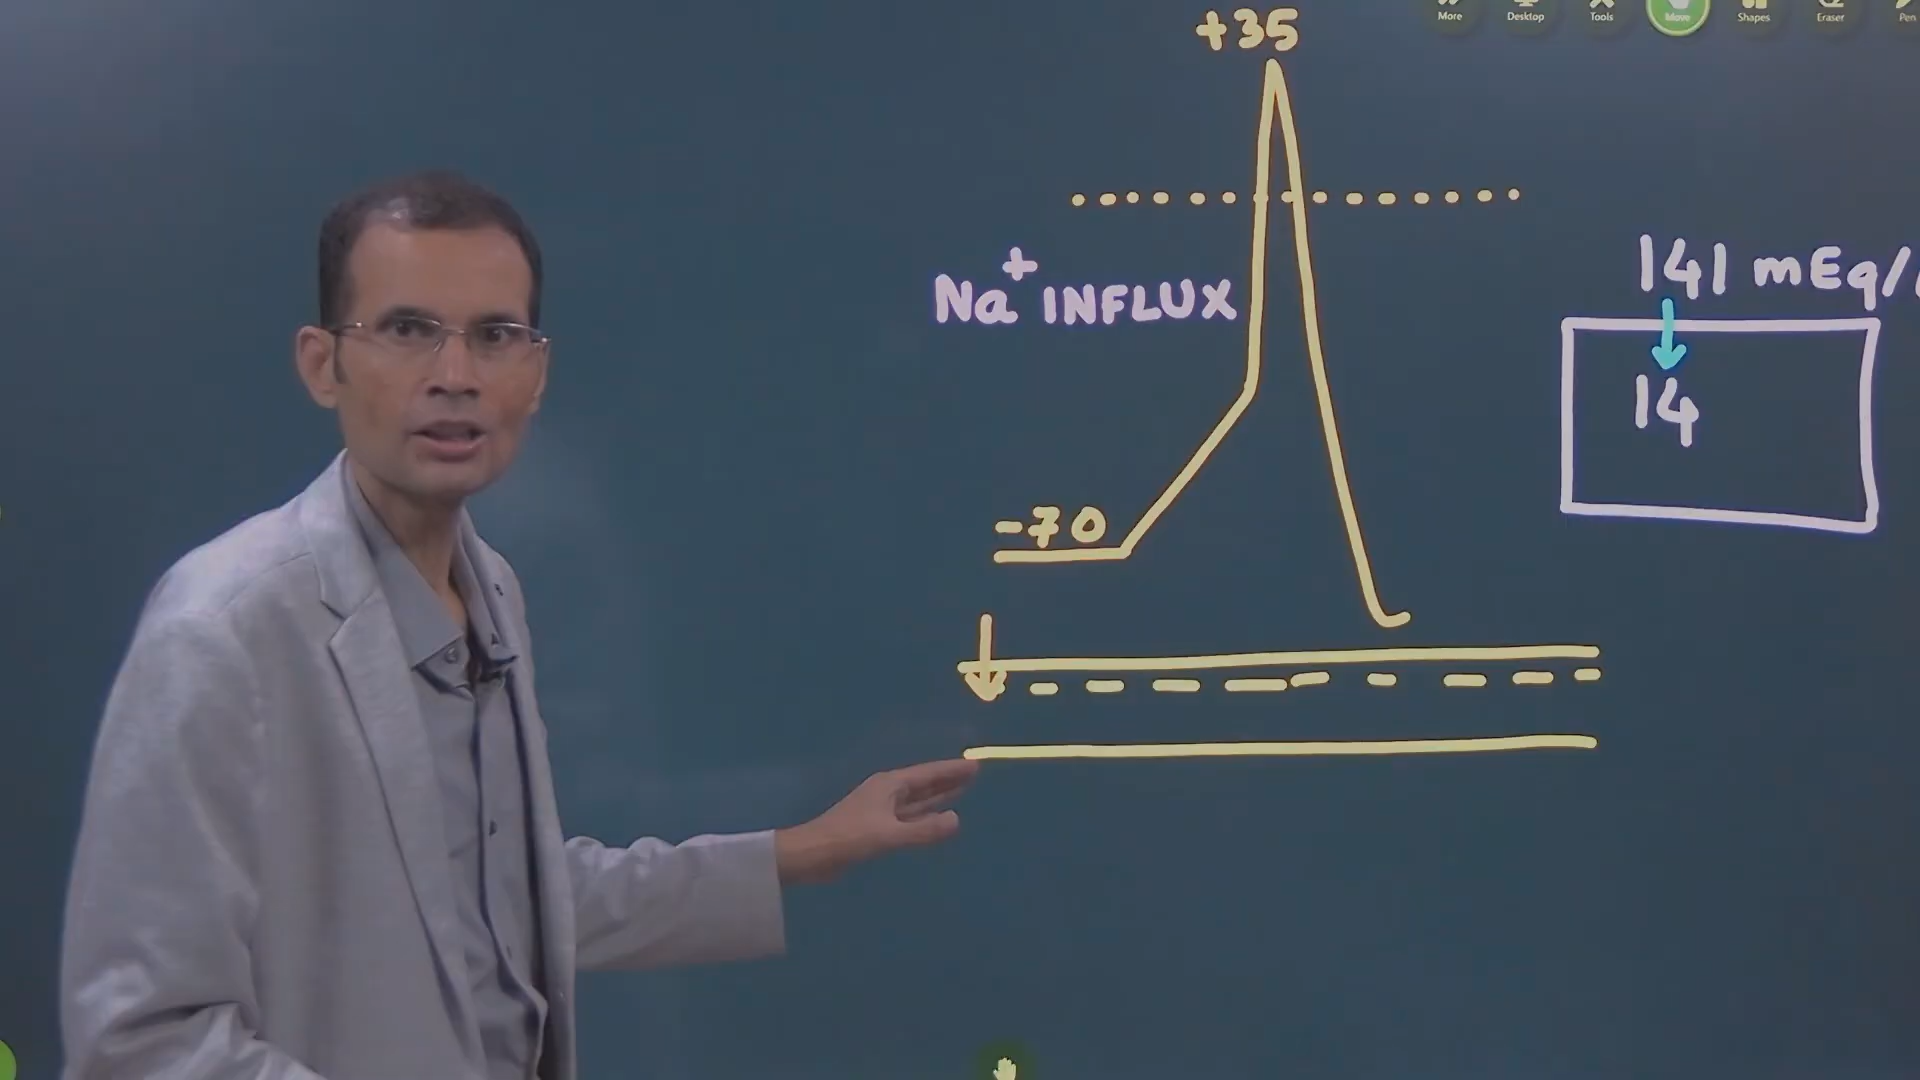 More Desktop Tools Move Shapes Eraser Pen
+35
Na+ INFLUX
141 mEq/
14
-70